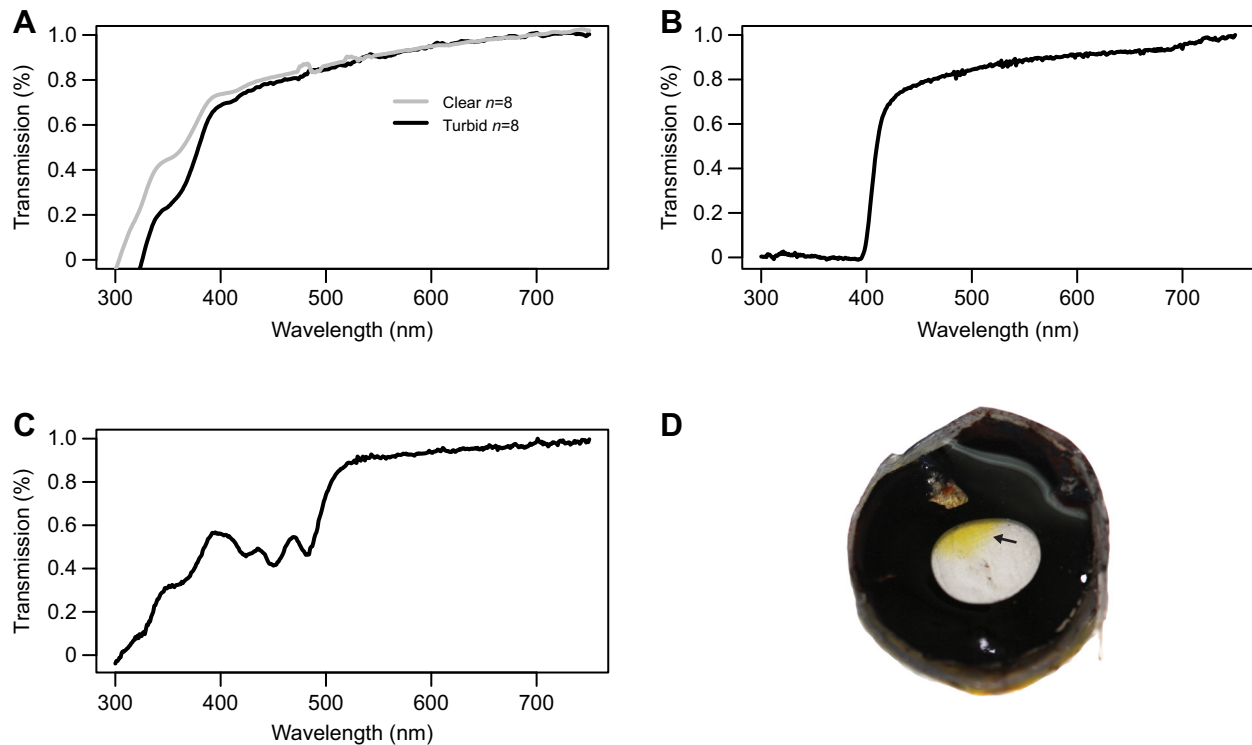 A
Transmission (%)
1.0
0.8
0.6
0.4
0.2
0
Clear n=8
Turbid n=8
300 400 500 600 700
Wavelength (nm)
B
Transmission (%)
1.0
0.8
0.6
0.4
0.2
0
300 400 500 600 700
Wavelength (nm)
C
Transmission (%)
1.0
0.8
0.6
0.4
0.2
0
300 400 500 600 700
Wavelength (nm)
D